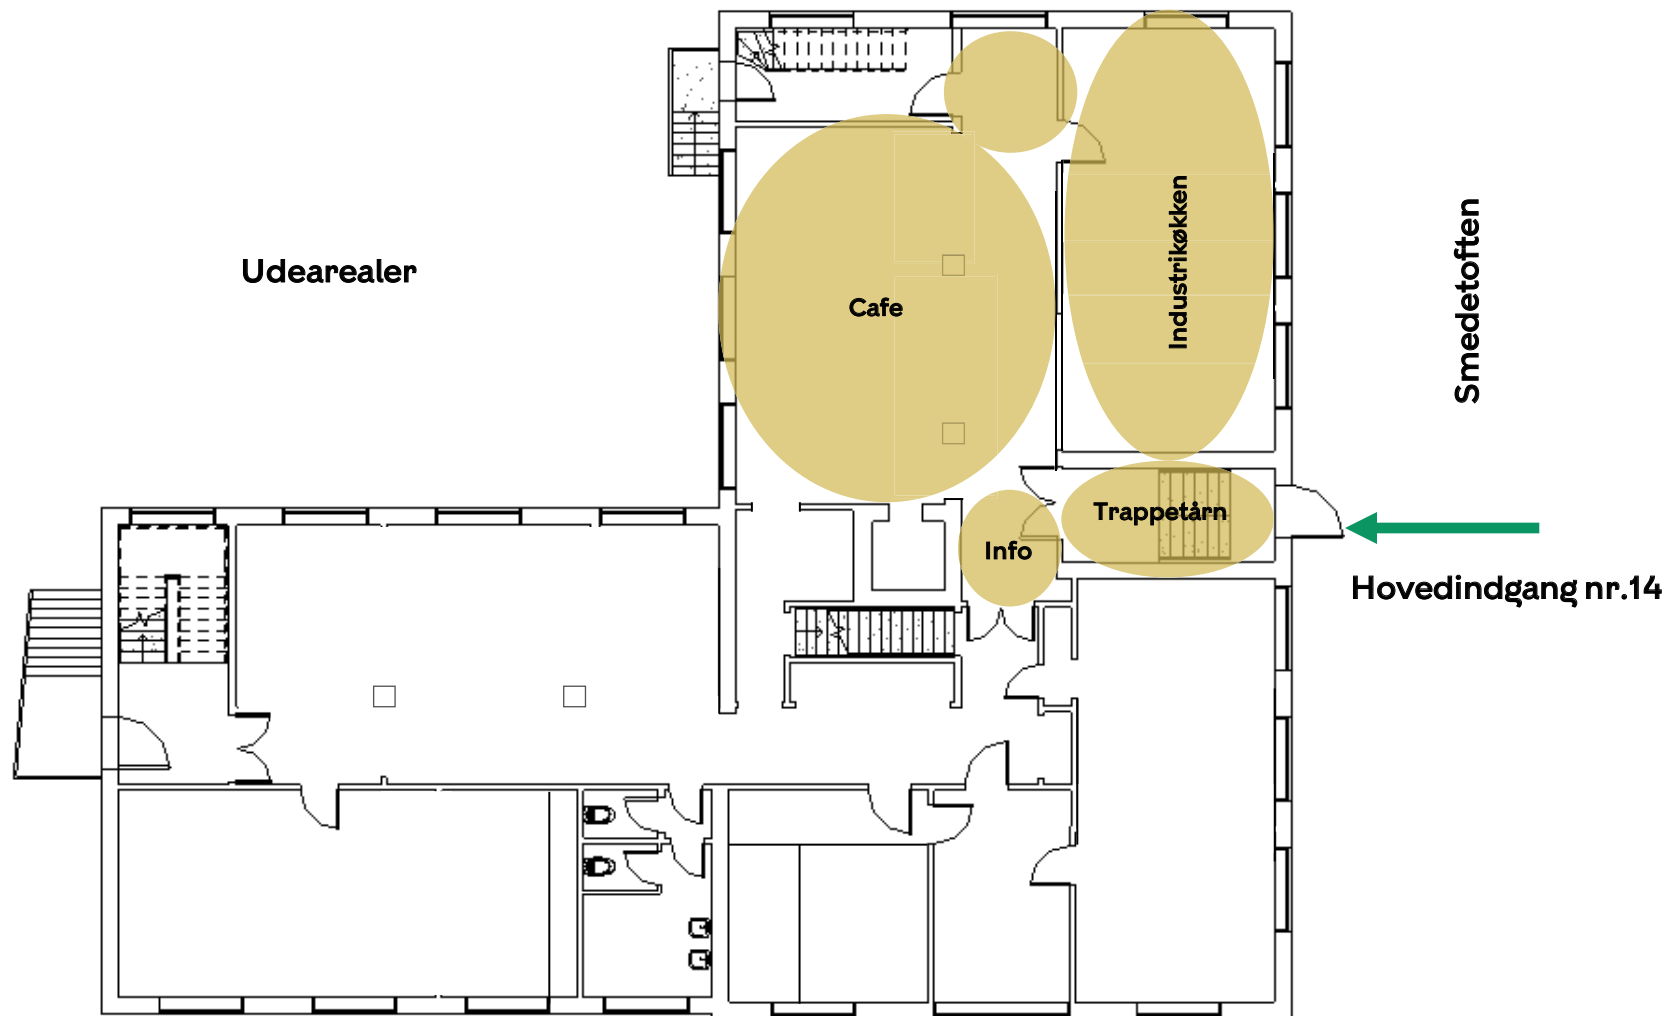 Udearealer
Cafe
Industrikøkken
Smedetoften
Trappetårn
Info
Hovedindgang nr.14